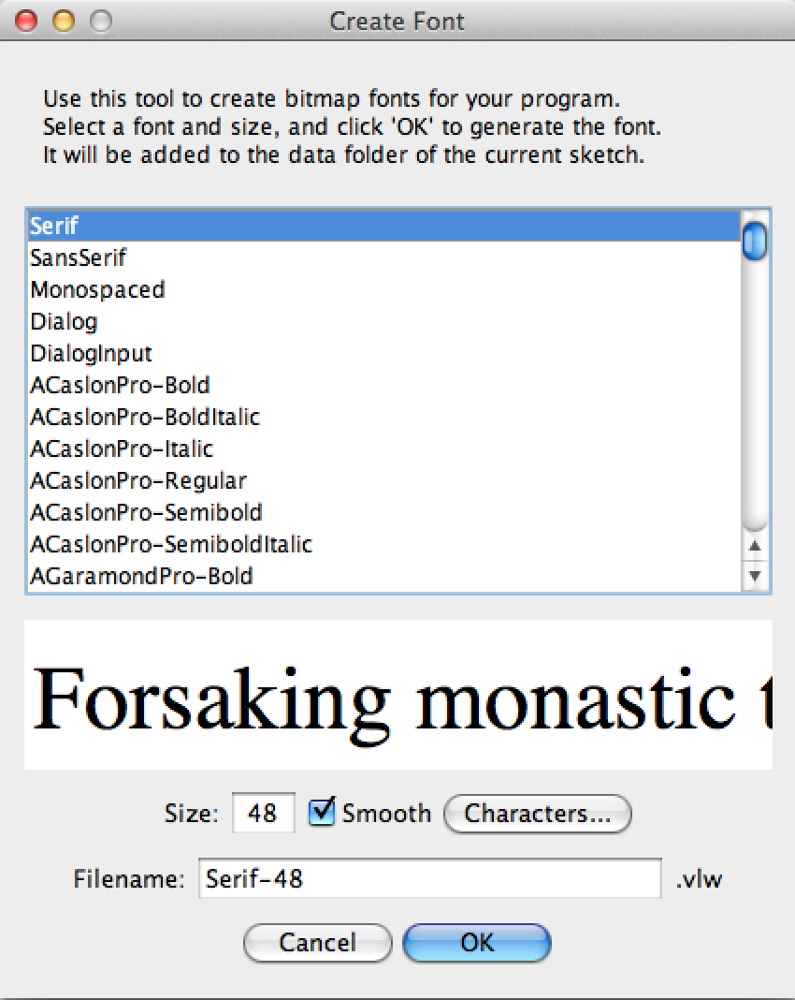 Create Font
Use this tool to create bitmap fonts for your program.
Select a font and size, and click 'OK' to generate the font.
It will be added to the data folder of the current sketch.
Serif
SansSerif
Monospaced
Dialog
DialogInput
ACaslonPro-Bold
ACaslonPro-BoldItalic
ACaslonPro-Italic
ACaslonPro-Regular
ACaslonPro-Semibold
ACaslonPro-SemiboldItalic
AGaramondPro-Bold
Forsaking monastic t
Size: 48 Smooth Characters...
Filename: Serif-48 .vlw
Cancel OK